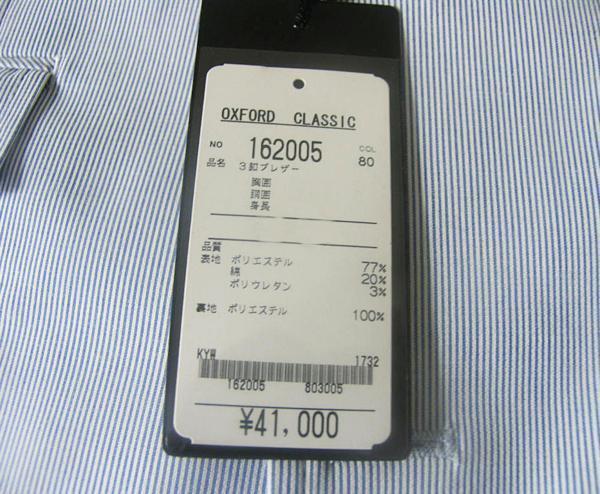 OXFORD CLASSIC
NO 162005 COL 80
品名 3釦ブレザー
胸囲
胴囲
身長
品質
表地 ポリエステル 77%
綿 20%
ポリウレタン 3%
裏地 ポリエステル 100%
KYW 1732
162005 803005
¥41,000